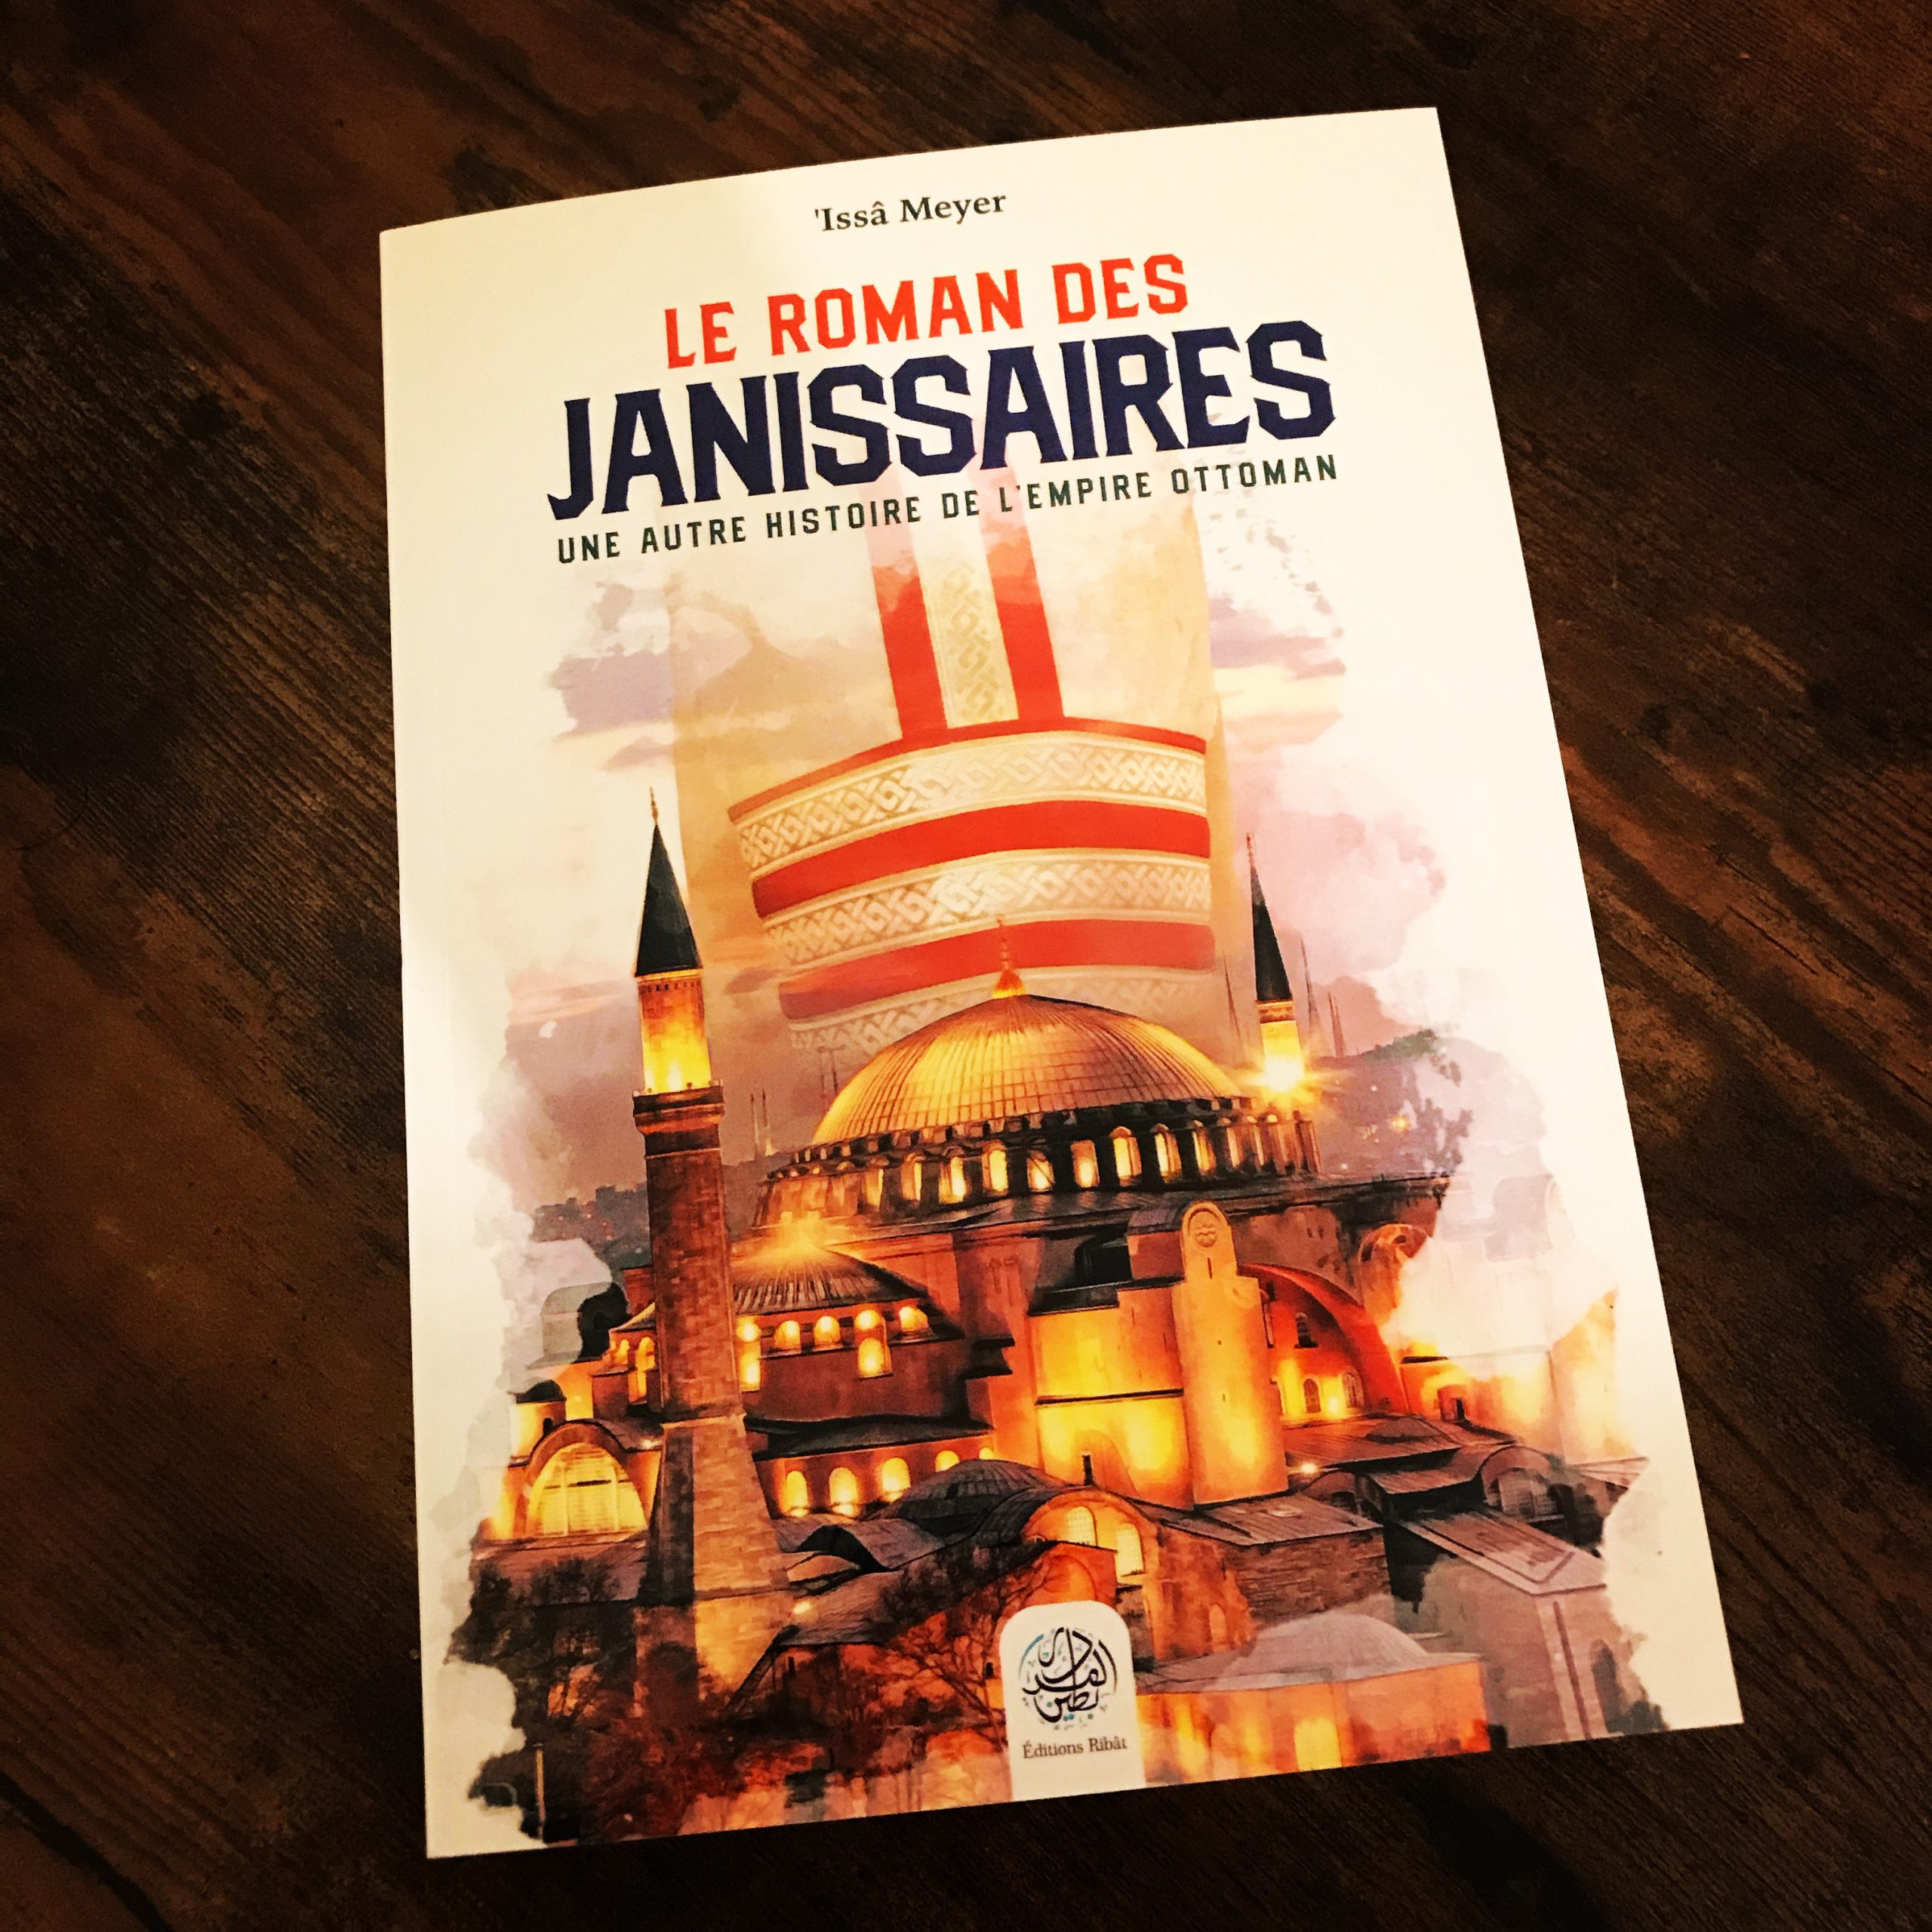 'Issâ Meyer
LE ROMAN DES
JANISSAIRES
UNE AUTRE HISTOIRE DE L'EMPIRE OTTOMAN
Éditions Ribât